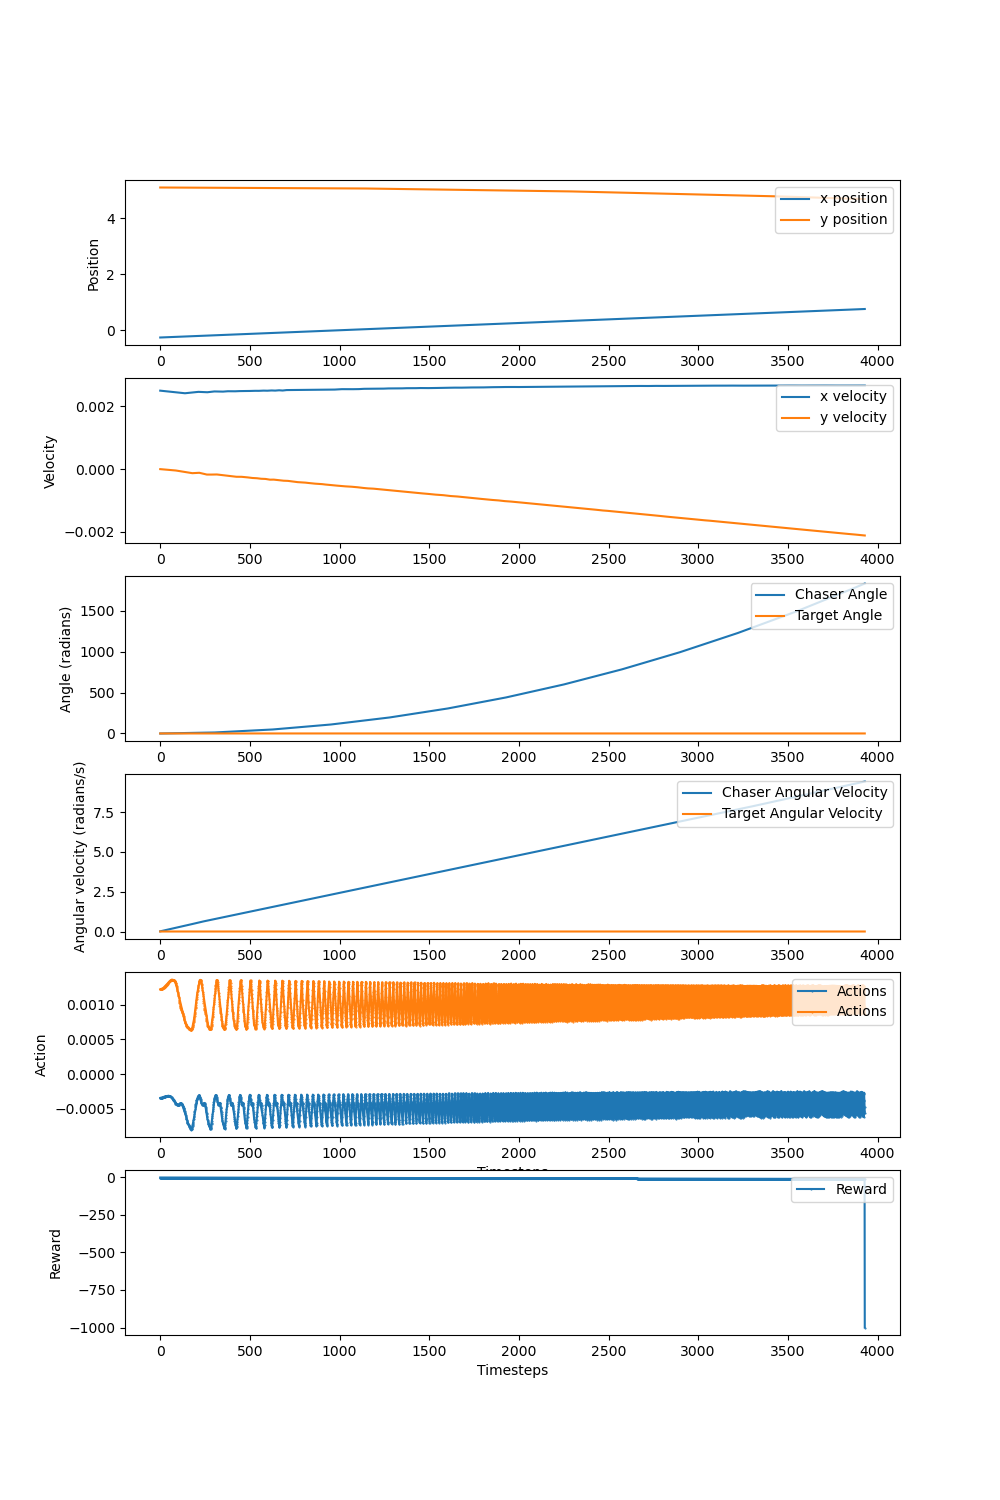 4
2
0
Position
x position
y position
0 500 1000 1500 2000 2500 3000 3500 4000
0.002
0.000
−0.002
Velocity
x velocity
y velocity
0 500 1000 1500 2000 2500 3000 3500 4000
1500
1000
500
0
Angle (radians)
Chaser Angle
Target Angle
0 500 1000 1500 2000 2500 3000 3500 4000
7.5
5.0
2.5
0.0
Angular velocity (radians/s)
Chaser Angular Velocity
Target Angular Velocity
0 500 1000 1500 2000 2500 3000 3500 4000
0.0010
0.0005
0.0000
−0.0005
Action
Actions
Actions
0 500 1000 1500 2000 2500 3000 3500 4000
Timesteps
0
−250
−500
−750
−1000
Reward
Reward
0 500 1000 1500 2000 2500 3000 3500 4000
Timesteps